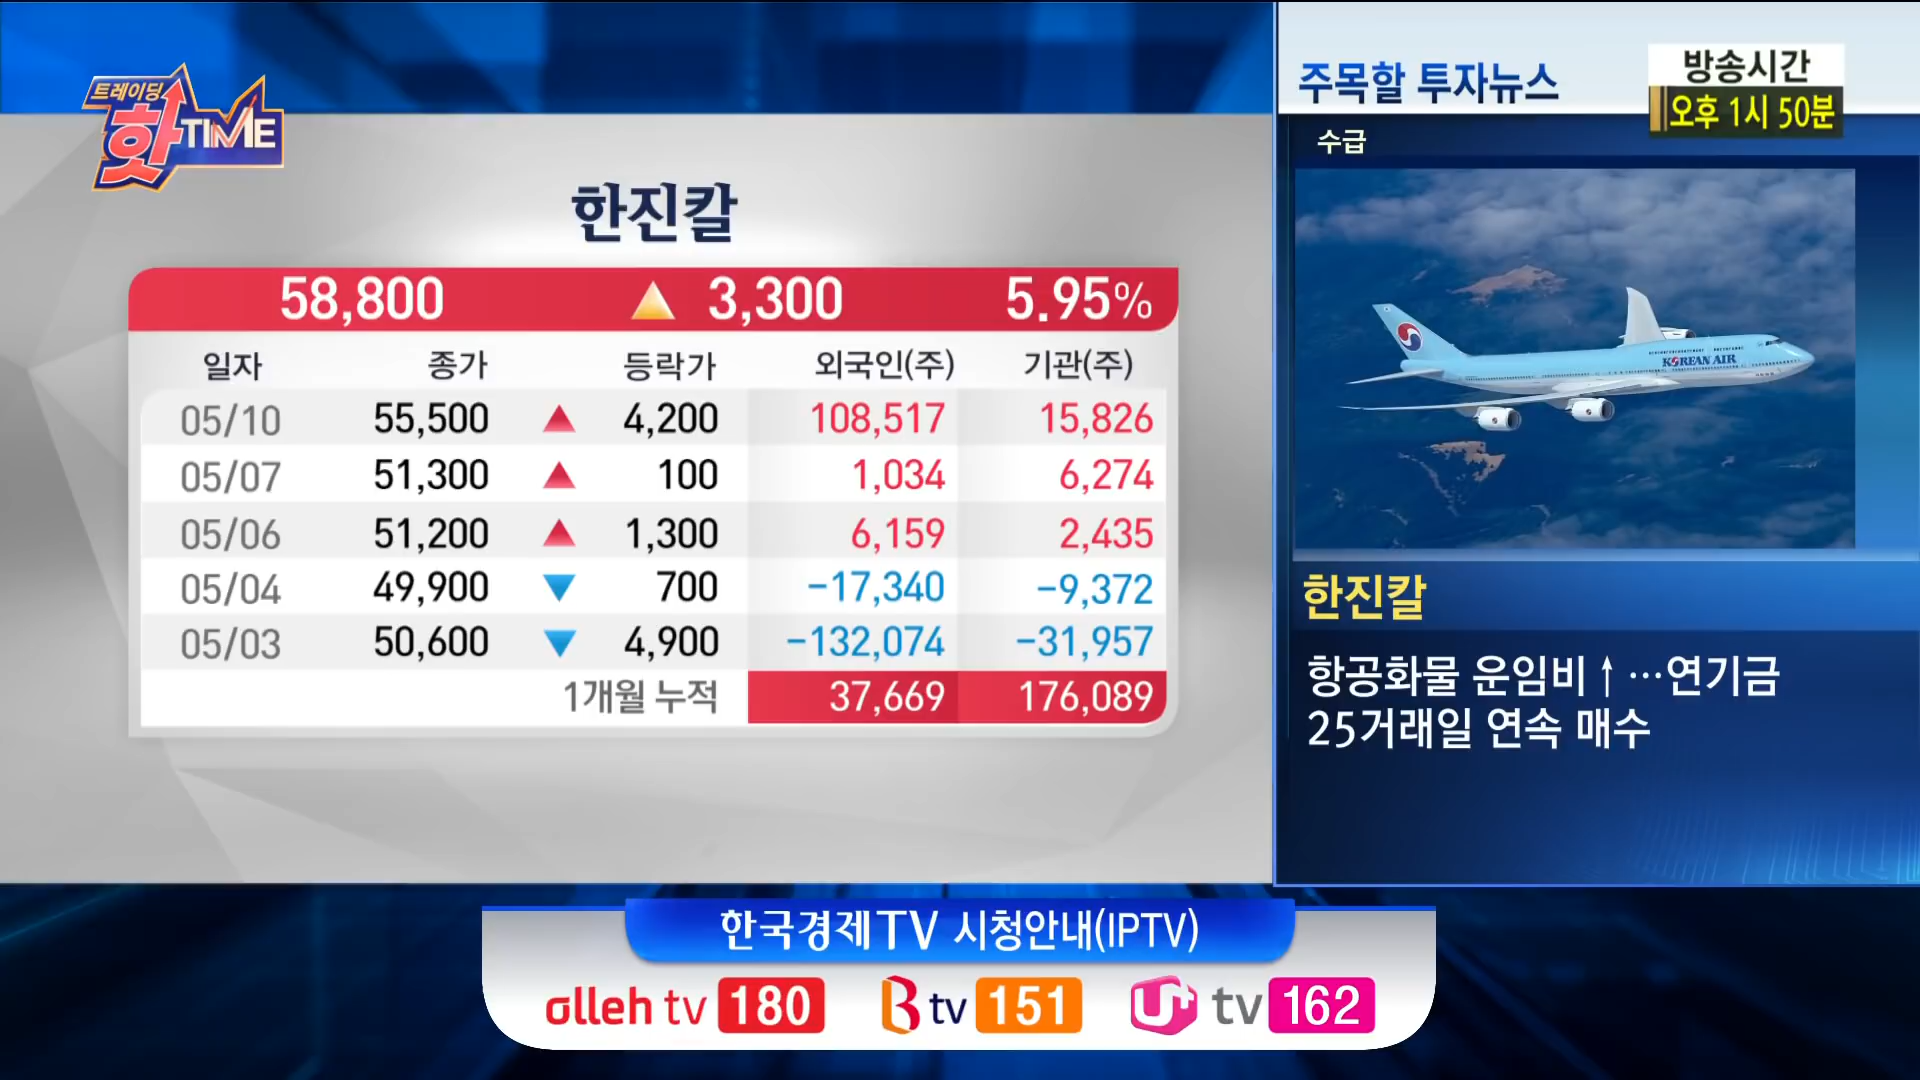 트레이딩
핫TIME
한진칼
58,800 ▲ 3,300 5.95%
일자 종가 등락가 외국인(주) 기관(주)
05/10 55,500 ▲ 4,200 108,517 15,826
05/07 51,300 ▲ 100 1,034 6,274
05/06 51,200 ▲ 1,300 6,159 2,435
05/04 49,900 ▼ 700 -17,340 -9,372
05/03 50,600 ▼ 4,900 -132,074 -31,957
1개월 누적 37,669 176,089
주목할 투자뉴스
방송시간
오후 1시 50분
수급
KOREAN AIR
한진칼
항공화물 운임비↑…연기금
25거래일 연속 매수
한국경제TV 시청안내(IPTV)
olleh tv 180 B tv 151 U+ tv 162